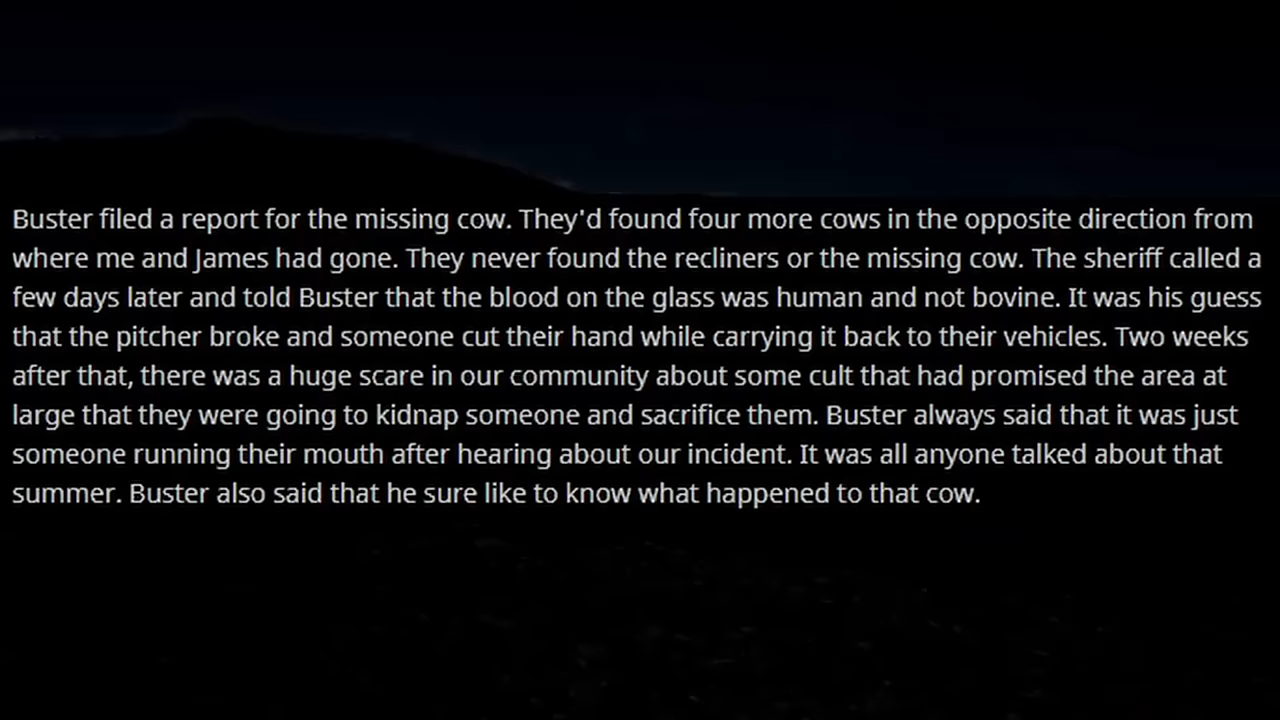 Buster filed a report for the missing cow. They'd found four more cows in the opposite direction from
where me and James had gone. They never found the recliners or the missing cow. The sheriff called a
few days later and told Buster that the blood on the glass was human and not bovine. It was his guess
that the pitcher broke and someone cut their hand while carrying it back to their vehicles. Two weeks
after that, there was a huge scare in our community about some cult that had promised the area at
large that they were going to kidnap someone and sacrifice them. Buster always said that it was just
someone running their mouth after hearing about our incident. It was all anyone talked about that
summer. Buster also said that he sure like to know what happened to that cow.